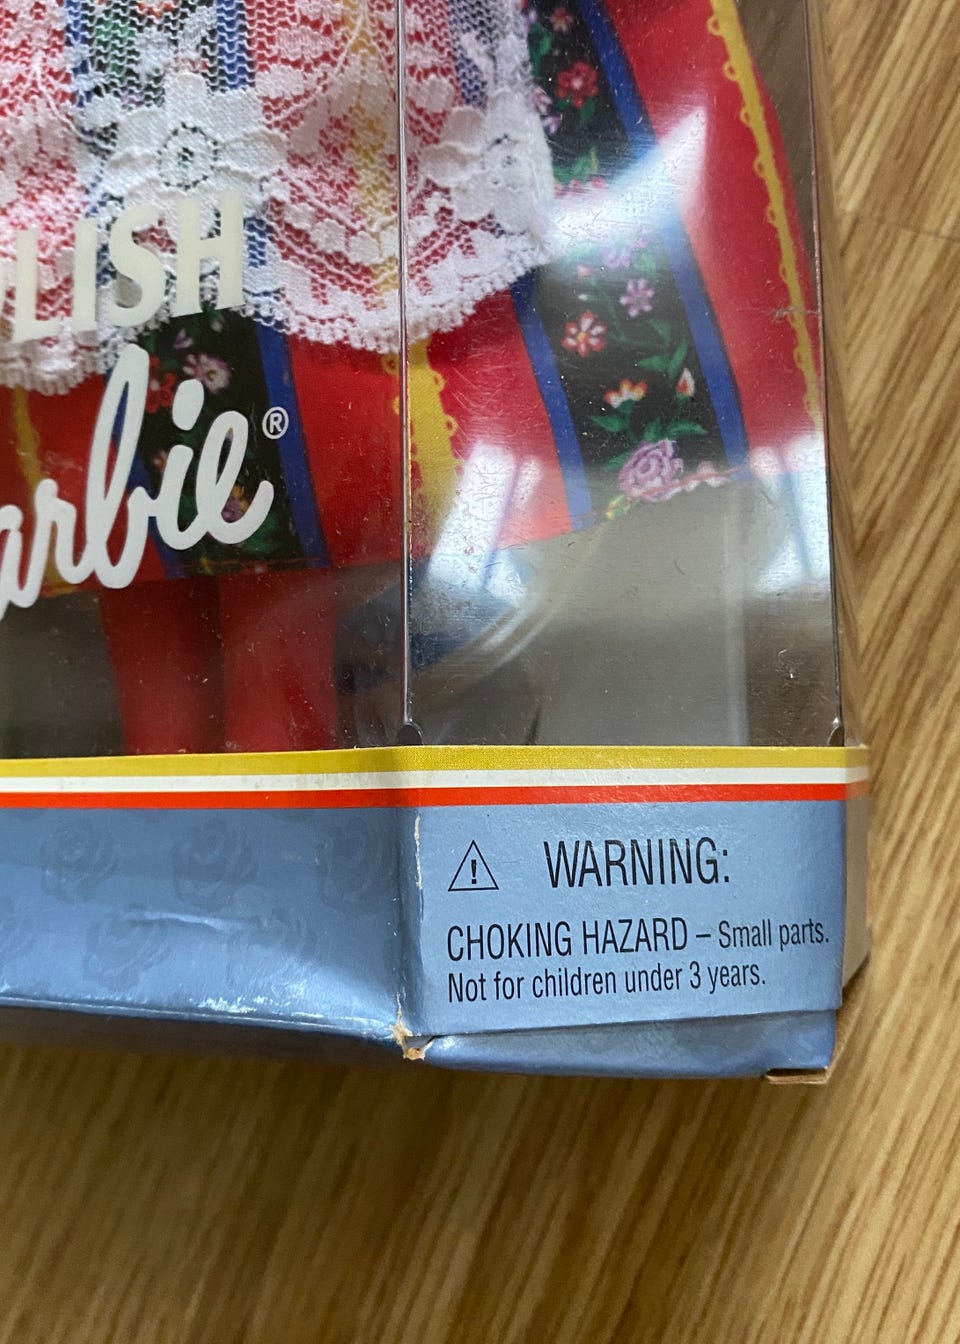 LISH
arbie®
WARNING:
CHOKING HAZARD – Small parts.
Not for children under 3 years.